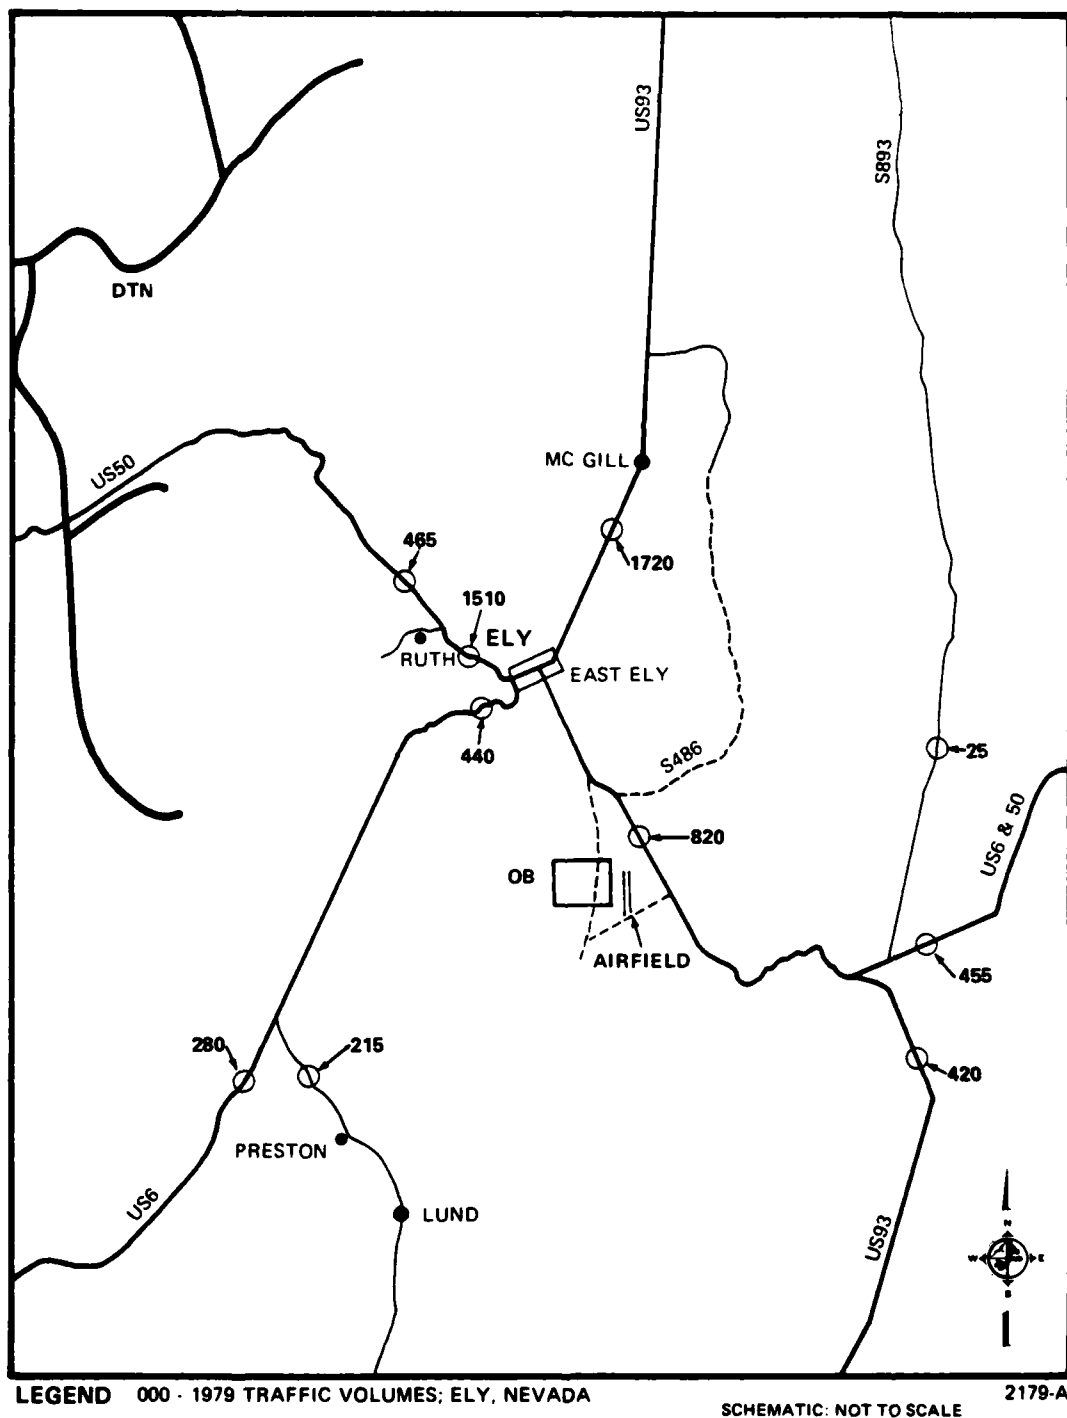 US93
S893
DTN
US50
MC GILL
465
1720
1510
ELY
RUTH
EAST ELY
440
S486
25
US6 & 50
820
OB
AIRFIELD
455
280
215
420
PRESTON
US6
LUND
US93
N
W E
S
LEGEND 000 - 1979 TRAFFIC VOLUMES; ELY, NEVADA
2179-A
SCHEMATIC: NOT TO SCALE